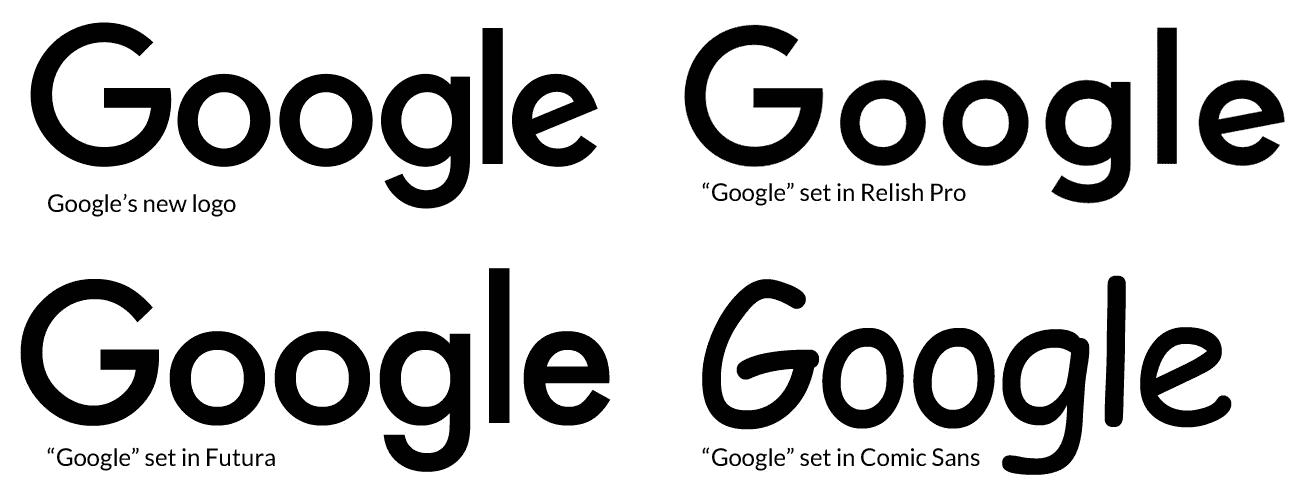 Google
Google’s new logo
Google
“Google” set in Relish Pro
Google
“Google” set in Futura
Google
“Google” set in Comic Sans